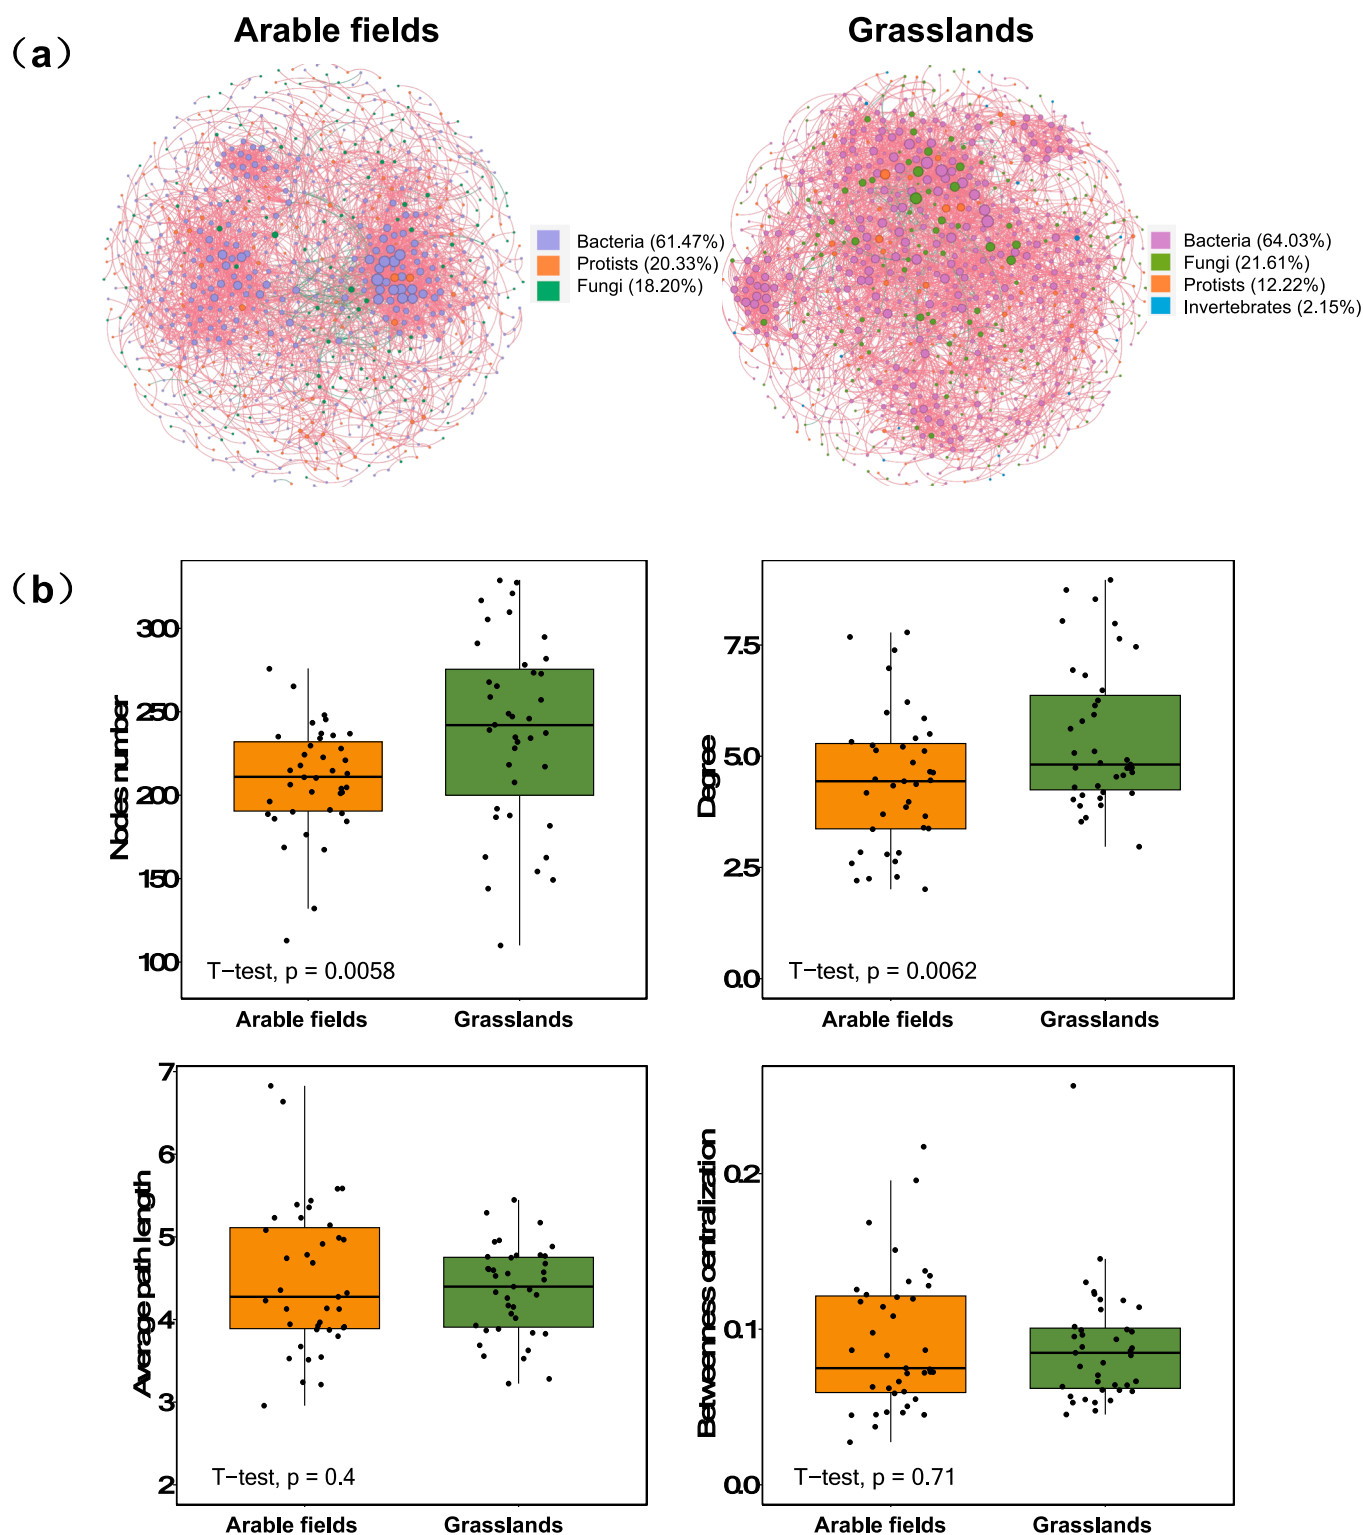 Arable fields
Grasslands
（a）
Bacteria (61.47%)
Protists (20.33%)
Fungi (18.20%)
Bacteria (64.03%)
Fungi (21.61%)
Protists (12.22%)
Invertebrates (2.15%)
（b）
Nodes number
300
250
200
150
100
T−test, p = 0.0058
Arable fields
Grasslands
Degree
7.5
5.0
2.5
0.0
T−test, p = 0.0062
Arable fields
Grasslands
Average path length
7
6
5
4
3
2
T−test, p = 0.4
Arable fields
Grasslands
Betweenness centralization
0.2
0.1
0.0
T−test, p = 0.71
Arable fields
Grasslands